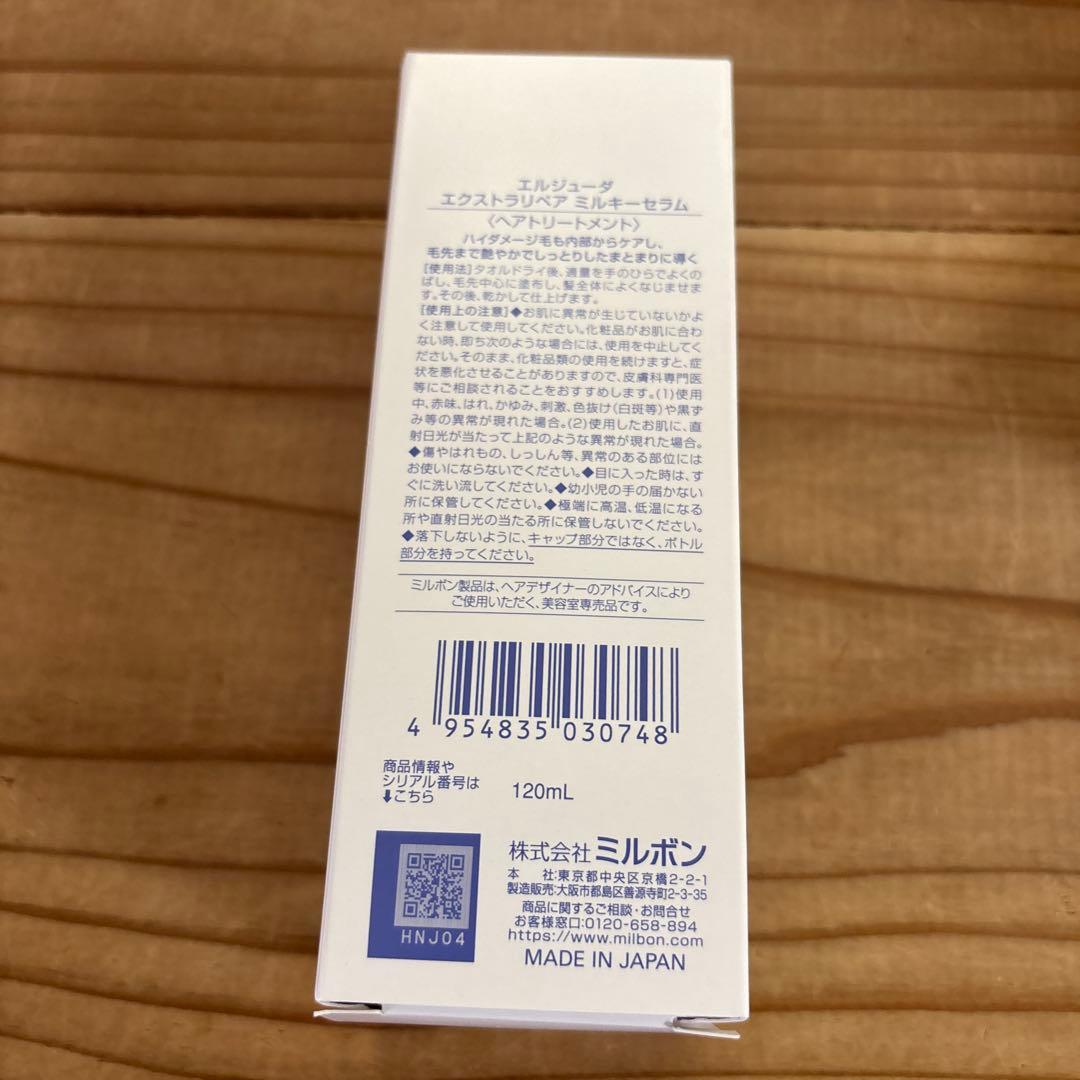 エルジューダ
エクストラリペア ミルキーセラム
〈ヘアトリートメント〉
ハイダメージ毛も内部からケアし、
毛先まで艶やかでしっとりしたまとまりに導く
[使用法]タオルドライ後、適量を手のひらでよくの
ばし、毛先中心に塗布し、髪全体によくなじませま
す。その後、乾かして仕上げます。
[使用上の注意]◆お肌に異常が生じていないかよ
く注意して使用してください。化粧品がお肌に合わ
ない時、即ち次のような場合には、使用を中止してく
ださい。そのまま、化粧品類の使用を続けますと、症
状を悪化させることがありますので、皮膚科専門医
等にご相談されることをおすすめします。(1)使用
中、赤味、はれ、かゆみ、刺激、色抜け(白斑等)や黒ず
み等の異常が現れた場合。(2)使用したお肌に、直
射日光が当たって上記のような異常が現れた場合。
◆傷やはれもの、しっしん等、異常のある部位には
お使いにならないでください。◆目に入った時は、す
ぐに洗い流してください。◆幼小児の手の届かない
所に保管してください。◆極端に高温、低温になる
所や直射日光の当たる所に保管しないでください。
◆落下しないように、キャップ部分ではなく、ボトル
部分を持ってください。
ミルボン製品は、ヘアデザイナーのアドバイスにより
ご使用いただく、美容室専売品です。
4 954835 030748
商品情報や
シリアル番号は
⬇こちら
120mL
HNJ04
株式会社 ミルボン
本 社:東京都中央区京橋2-2-1
製造販売:大阪市都島区善源寺町2-3-35
商品に関するご相談・お問合せ
お客様窓口:0120-658-894
https://www.milbon.com
MADE IN JAPAN